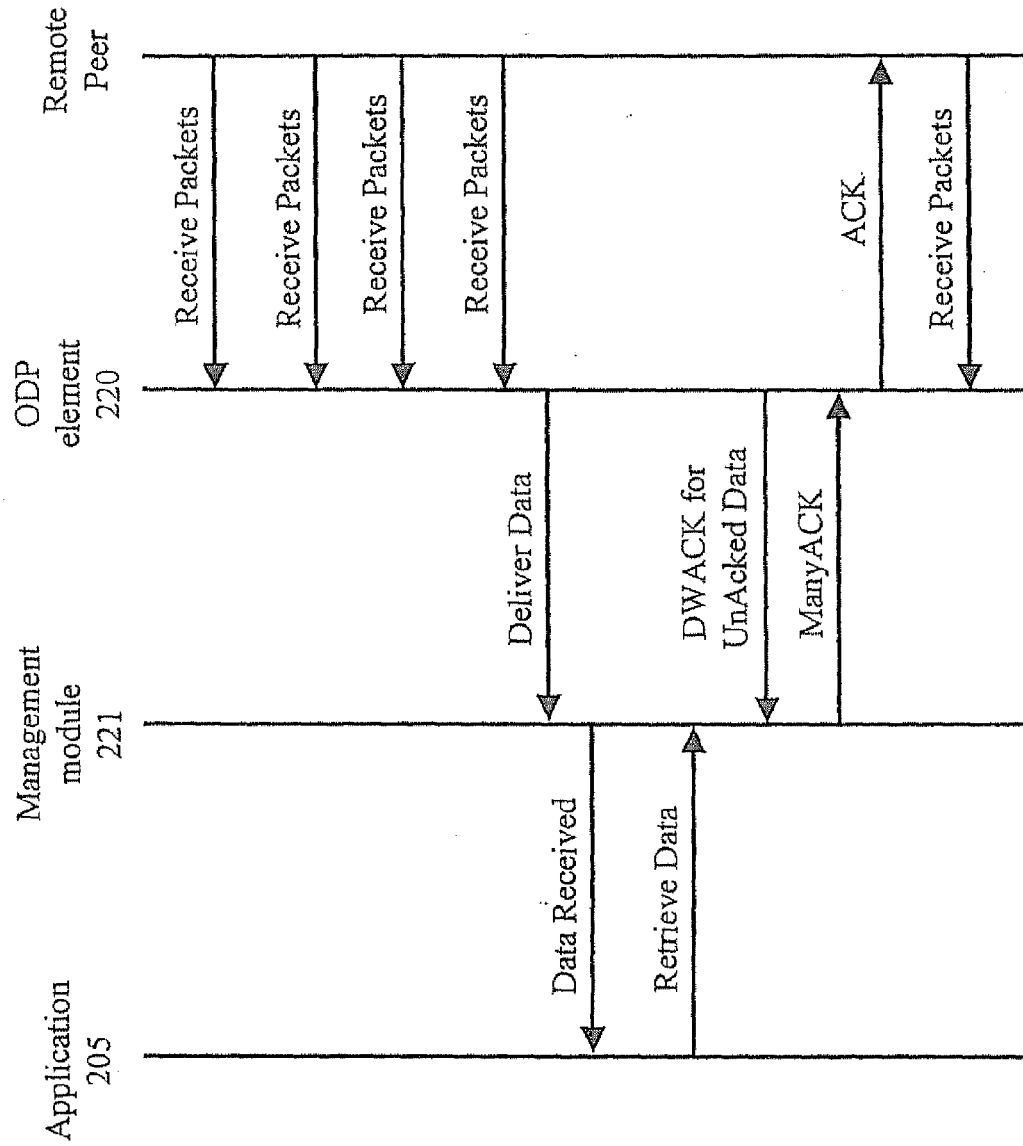 Application
205
Management
module
221
ODP
element
220
Remote
Peer
Receive Packets
Receive Packets
Receive Packets
Receive Packets
Deliver Data
Data Received
Retrieve Data
DWACK for
UnAcked Data
ManyACK
ACK
Receive Packets